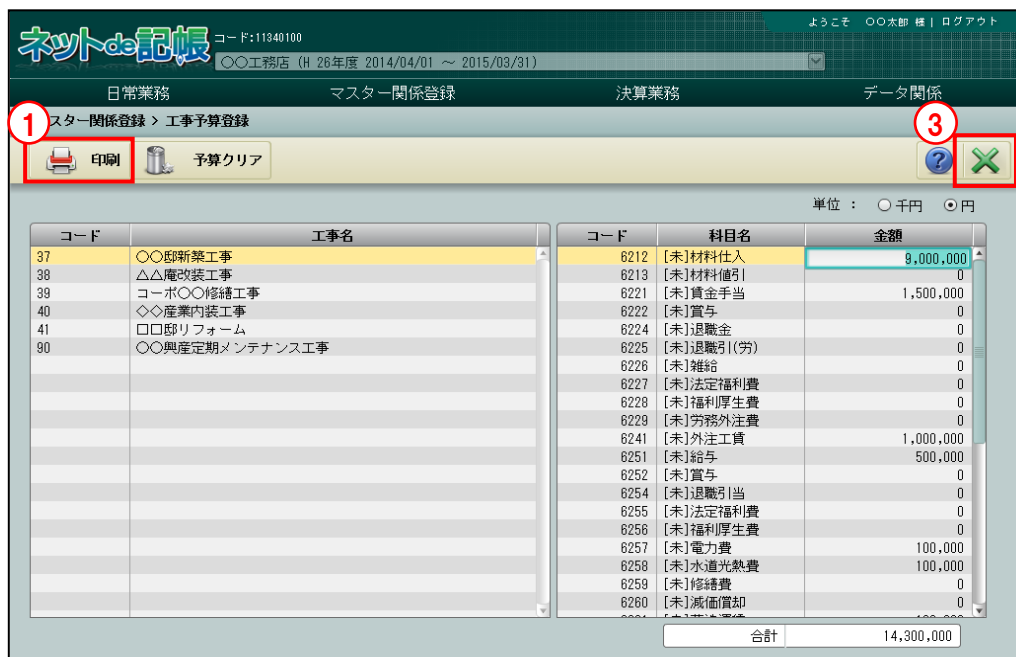 ようこそ　〇〇太郎 様 | ログアウト
ネットde記帳
コード:11340100
〇〇工務店 (H 26年度 2014/04/01 ～ 2015/03/31)
日常業務　マスター関係登録　決算業務　データ関係
1
スター関係登録 > 工事予算登録
3
印刷　予算クリア　?
単位 ： 千円 円
コード　工事名
37 〇〇邸新築工事
38 △△庵改装工事
39 コーポ〇〇修繕工事
40 ◇◇産業内装工事
41 □□邸リフォーム
90 〇〇興産定期メンテナンス工事
コード　科目名　金額
6212 [未]材料仕入 9,000,000
6213 [未]材料値引 0
6221 [未]賃金手当 1,500,000
6222 [未]賞与 0
6224 [未]退職金 0
6225 [未]退職引(労) 0
6226 [未]雑給 0
6227 [未]法定福利費 0
6228 [未]福利厚生費 0
6229 [未]労務外注費 0
6241 [未]外注工賃 1,000,000
6251 [未]給与 500,000
6252 [未]賞与 0
6254 [未]退職引当 0
6255 [未]法定福利費 0
6256 [未]福利厚生費 0
6257 [未]電力費 100,000
6258 [未]水道光熱費 100,000
6259 [未]修繕費 0
6260 [未]減価償却 0
合計 14,300,000